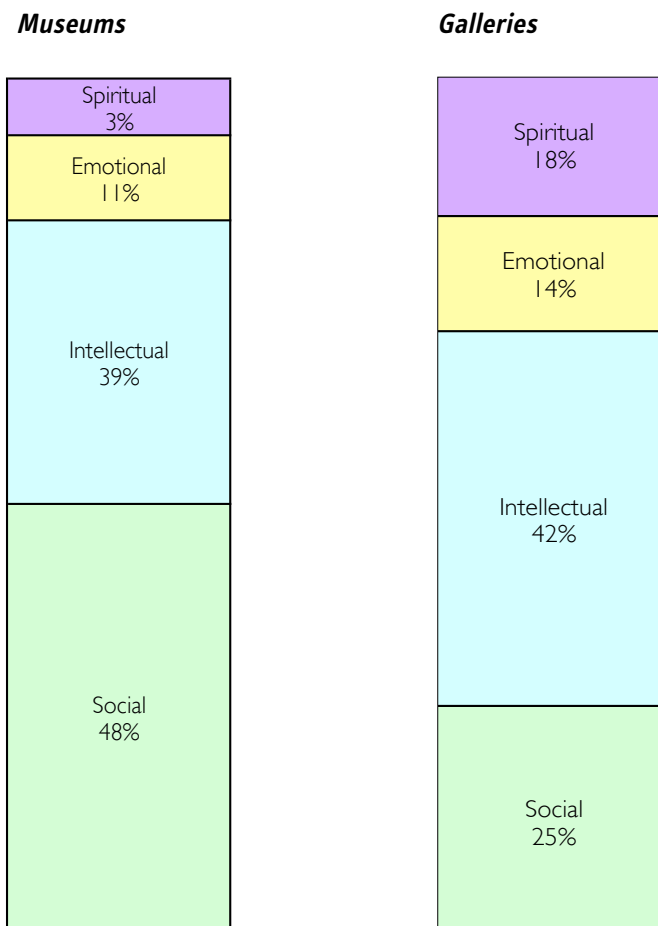 Museums
Spiritual
3%
Emotional
11%
Intellectual
39%
Social
48%
Galleries
Spiritual
18%
Emotional
14%
Intellectual
42%
Social
25%